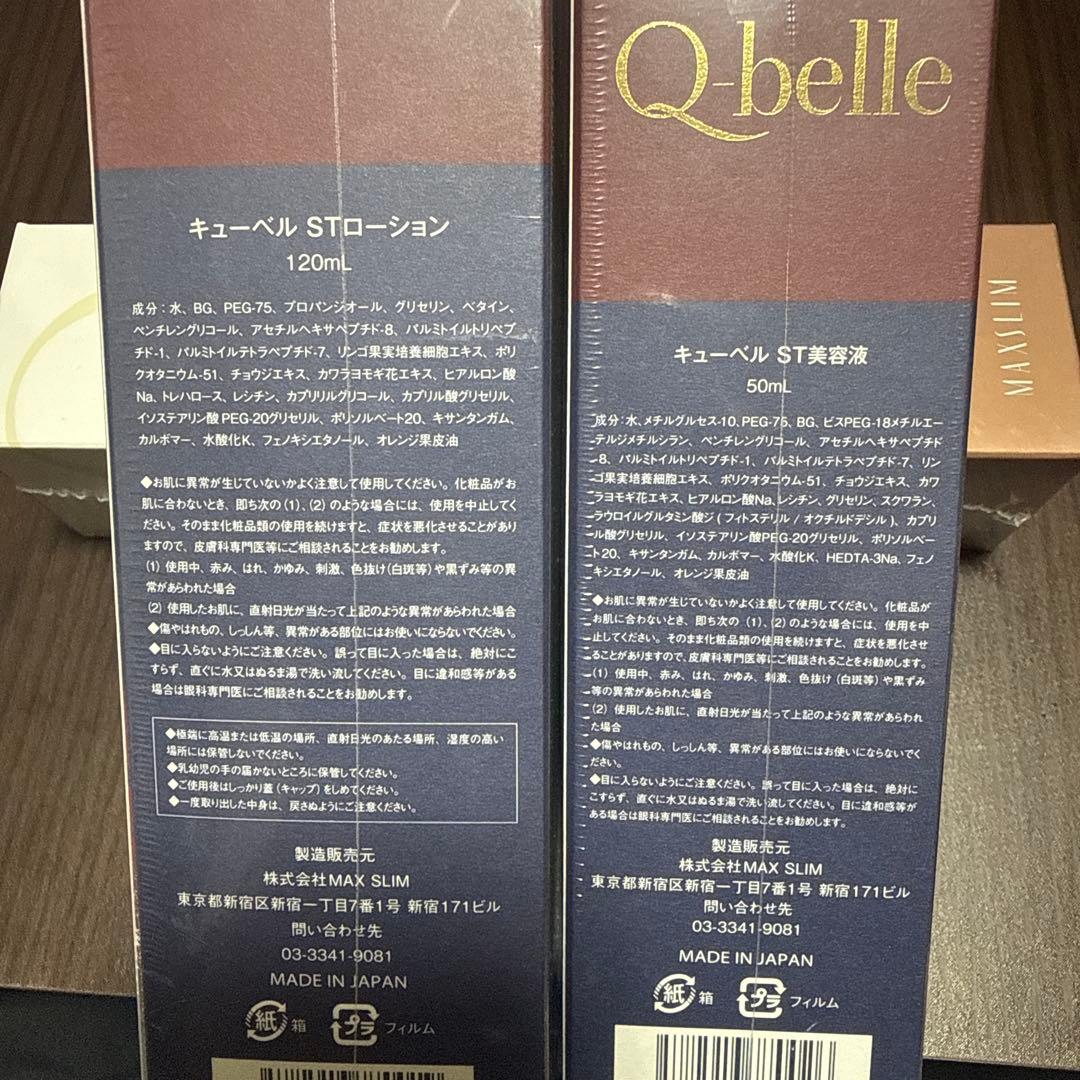 キューベル STローション
120mL
成分：水、BG、PEG-75、プロパンジオール、グリセリン、ベタイン、
ペンチレングリコール、アセチルヘキサペプチド-8、パルミトイルトリペプ
チド-1、パルミトイルテトラペプチド-7、リンゴ果実培養細胞エキス、ポリ
クオタニウム-51、チョウジエキス、カワラヨモギ花エキス、ヒアルロン酸
Na、トレハロース、レシチン、カプリリルグリコール、カプリル酸グリセリル、
イソステアリン酸PEG-20グリセリル、ポリソルベート20、キサンタンガム、
カルボマー、水酸化K、フェノキシエタノール、オレンジ果皮油
◆お肌に異常が生じていないかよく注意して使用してください。化粧品がお
肌に合わないとき、即ち次の（1）、（2）のような場合には、使用を中止してく
ださい。そのまま化粧品類の使用を続けますと、症状を悪化させることがあり
ますので、皮膚科専門医等にご相談されることをお勧めします。
（1）使用中、赤み、はれ、かゆみ、刺激、色抜け（白斑等）や黒ずみ等の異
常があらわれた場合
（2）使用したお肌に、直射日光が当たって上記のような異常があらわれた場合
◆傷やはれもの、しっしん等、異常がある部位にはお使いにならないでください。
◆目に入らないようにご注意ください。誤って目に入った場合は、絶対にこ
すらず、直ぐに水又はぬるま湯で洗い流してください。目に違和感等がある
場合は眼科専門医にご相談されることをお勧めします。
◆極端に高温または低温の場所、直射日光のあたる場所、湿度の高い
場所には保管しないでください。
◆乳幼児の手の届かないところに保管してください。
◆ご使用後はしっかり蓋（キャップ）をしめてください。
◆一度取り出した中身は、戻さぬようにご注意ください。
製造販売元
株式会社MAX SLIM
東京都新宿区新宿一丁目7番1号 新宿171ビル
問い合わせ先
03-3341-9081
MADE IN JAPAN
紙 箱 プラ フィルム
Q-belle
キューベル ST美容液
50mL
成分：水、メチルグルセス-10、PEG-75、BG、ビスPEG-18メチルエー
テルジメチルシラン、ペンチレングリコール、アセチルヘキサペプチド
-8、パルミトイルトリペプチド-1、パルミトイルテトラペプチド-7、リン
ゴ果実培養細胞エキス、ポリクオタニウム-51、チョウジエキス、カワ
ラヨモギ花エキス、ヒアルロン酸Na、レシチン、グリセリン、スクワラン、
ラウロイルグルタミン酸ジ（フィトステリル / オクチルドデシル）、カプリ
ル酸グリセリル、イソステアリン酸PEG-20グリセリル、ポリソルベー
ト20、キサンタンガム、カルボマー、水酸化K、HEDTA-3Na、フェノ
キシエタノール、オレンジ果皮油
◆お肌に異常が生じていないかよく注意して使用してください。化粧品が
お肌に合わないとき、即ち次の（1）、（2）のような場合には、使用を中
止してください。そのまま化粧品類の使用を続けますと、症状を悪化させ
ることがありますので、皮膚科専門医等にご相談されることをお勧めします。
（1）使用中、赤み、はれ、かゆみ、刺激、色抜け（白斑等）や黒ずみ
等の異常があらわれた場合
（2）使用したお肌に、直射日光が当たって上記のような異常があらわれ
た場合
◆傷やはれもの、しっしん等、異常がある部位にはお使いにならないでく
ださい。
◆目に入らないようにご注意ください。誤って目に入った場合は、絶対に
こすらず、直ぐに水又はぬるま湯で洗い流してください。目に違和感等が
ある場合は眼科専門医にご相談されることをお勧めします。
製造販売元
株式会社MAX SLIM
東京都新宿区新宿一丁目7番1号 新宿171ビル
問い合わせ先
03-3341-9081
MADE IN JAPAN
紙 箱 プラ フィルム
MAXSLIM